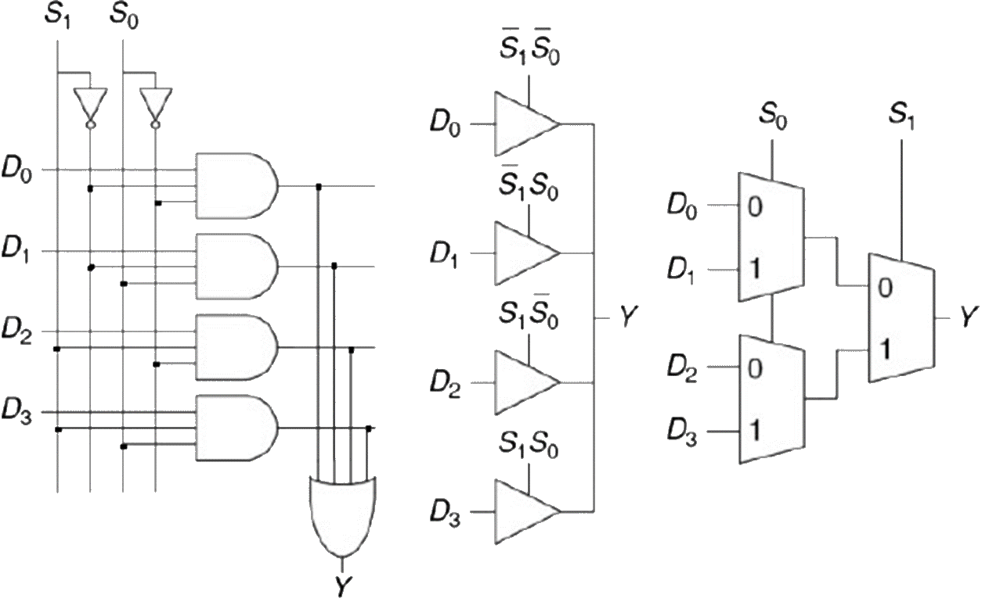 S₁ S₀
D₀
D₁
D₂
D₃
Y
S̅₁S̅₀
D₀
S̅₁S₀
D₁
S₁S̅₀
D₂
S₁S₀
D₃
Y
S₀ S₁
D₀ 0
D₁ 1
D₂ 0
D₃ 1
0
1
Y